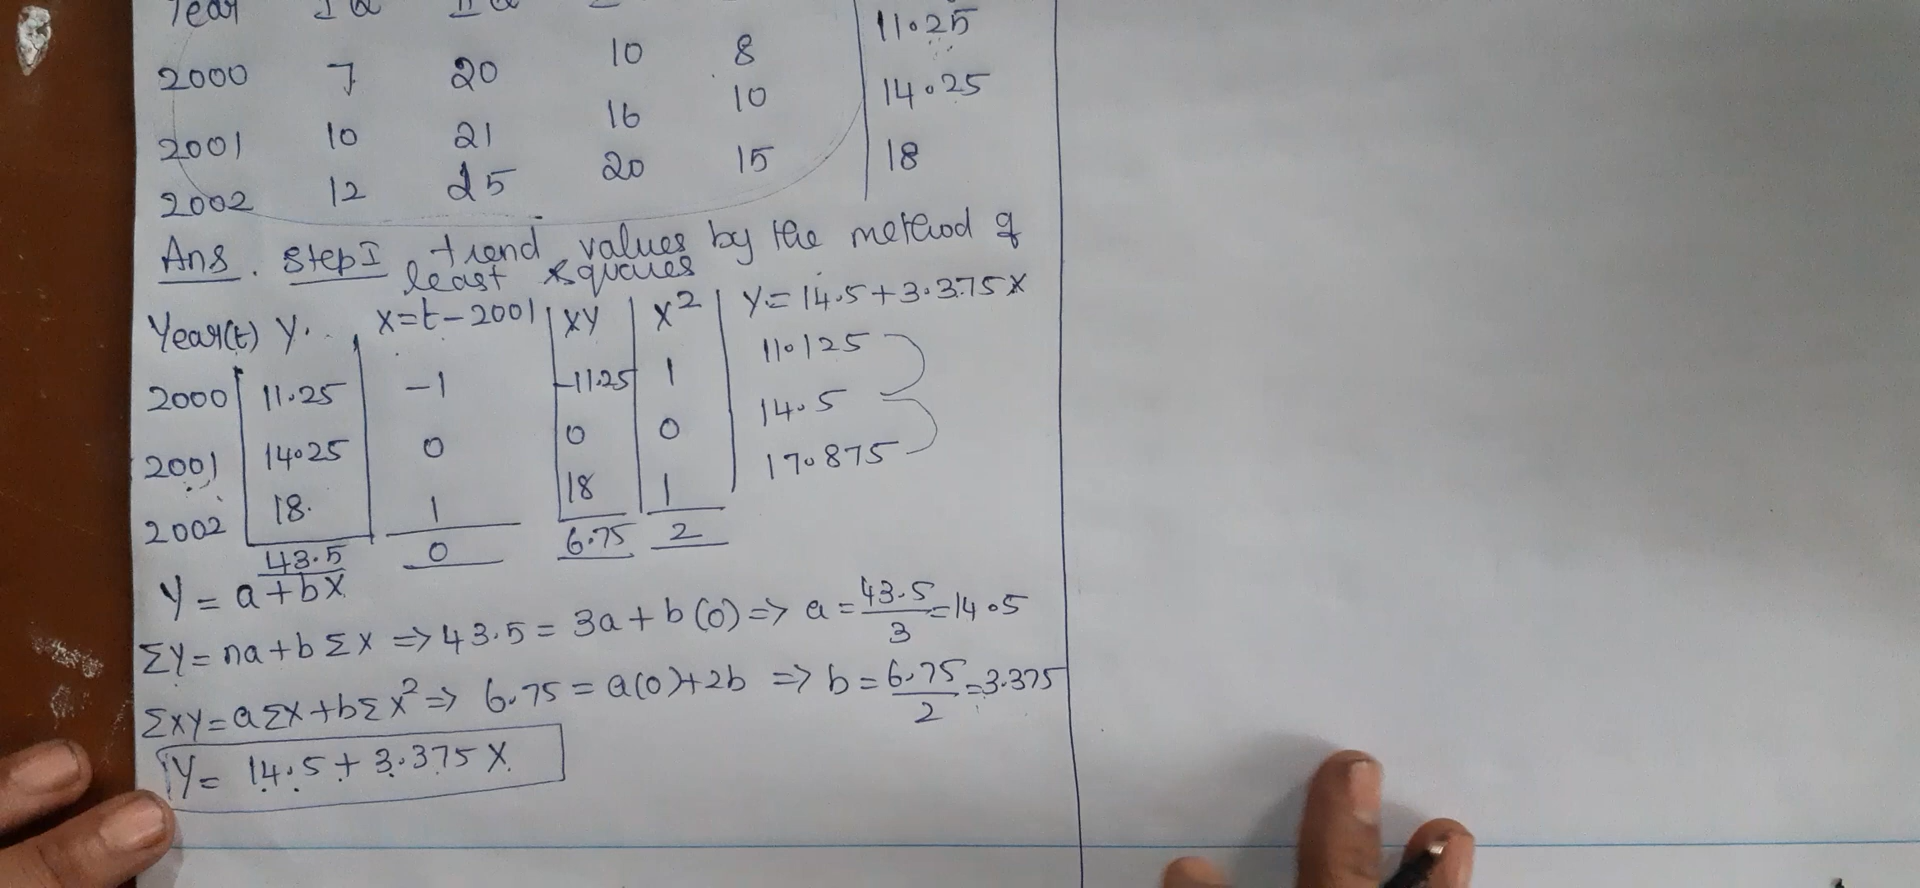 Year I Q II Q
2000 7 20 10 8 11.25
2001 10 21 16 10 14.25
2002 12 25 20 15 18
Ans. Step I trend values by the method of
least squares
Year(t) Y. X=t-2001 XY X² Y=14.5+3.375X
2000 11.25 -1 -11.25 1 11.125
2001 14.25 0 0 0 14.5
2002 18. 1 18 1 17.875
43.5 0 6.75 2
Y = a+bX
ΣY = na+bΣX => 43.5 = 3a+b(0) => a = 43.5/3 = 14.5
ΣXY = aΣX+bΣX² => 6.75 = a(0)+2b => b = 6.75/2 = 3.375
Y = 14.5 + 3.375 X